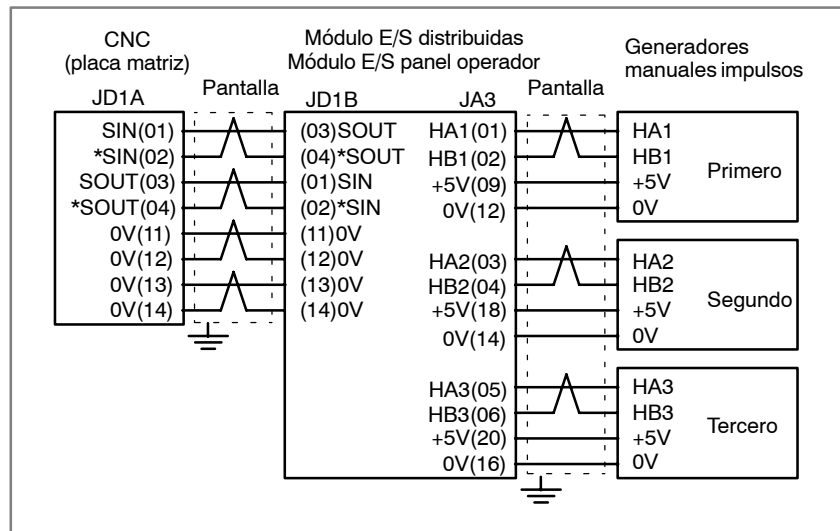 CNC
(placa matriz)
Módulo E/S distribuidas
Módulo E/S panel operador
Generadores
manuales impulsos
Pantalla
Pantalla
JD1A
JD1B
JA3
SIN(01)
*SIN(02)
SOUT(03)
*SOUT(04)
0V(11)
0V(12)
0V(13)
0V(14)
(03)SOUT
(04)*SOUT
(01)SIN
(02)*SIN
(11)0V
(12)0V
(13)0V
(14)0V
HA1(01)
HB1(02)
+5V(09)
0V(12)
HA2(03)
HB2(04)
+5V(18)
0V(14)
HA3(05)
HB3(06)
+5V(20)
0V(16)
HA1
HB1
+5V
0V
Primero
HA2
HB2
+5V
0V
Segundo
HA3
HB3
+5V
0V
Tercero